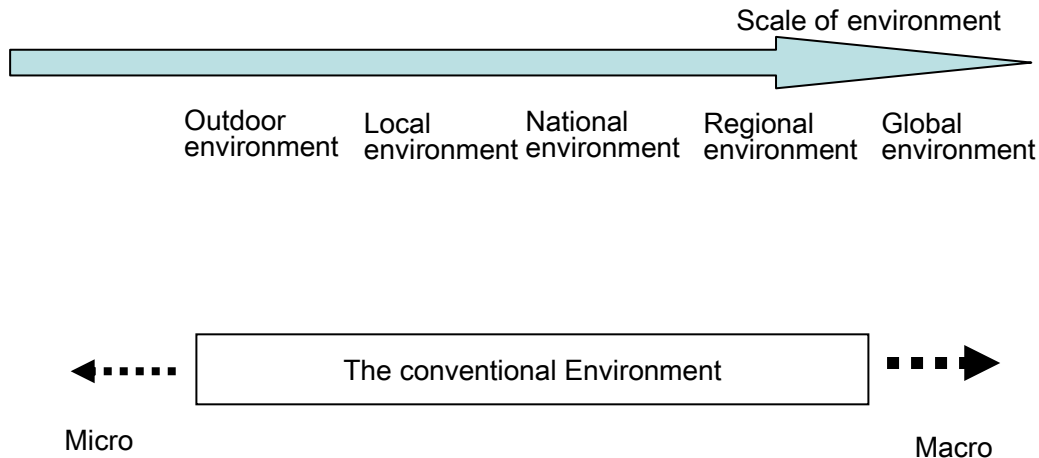 Scale of environment
Outdoor
environment
Local
environment
National
environment
Regional
environment
Global
environment
The conventional Environment
Micro
Macro